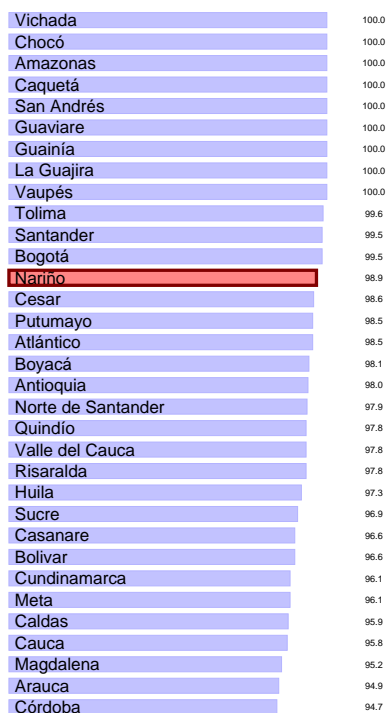 Vichada 100.0
Chocó 100.0
Amazonas 100.0
Caquetá 100.0
San Andrés 100.0
Guaviare 100.0
Guainía 100.0
La Guajira 100.0
Vaupés 100.0
Tolima 99.6
Santander 99.5
Bogotá 99.5
Nariño 98.9
Cesar 98.6
Putumayo 98.5
Atlántico 98.5
Boyacá 98.1
Antioquia 98.0
Norte de Santander 97.9
Quindío 97.8
Valle del Cauca 97.8
Risaralda 97.8
Huila 97.3
Sucre 96.9
Casanare 96.6
Bolivar 96.6
Cundinamarca 96.1
Meta 96.1
Caldas 95.9
Cauca 95.8
Magdalena 95.2
Arauca 94.9
Córdoba 94.7